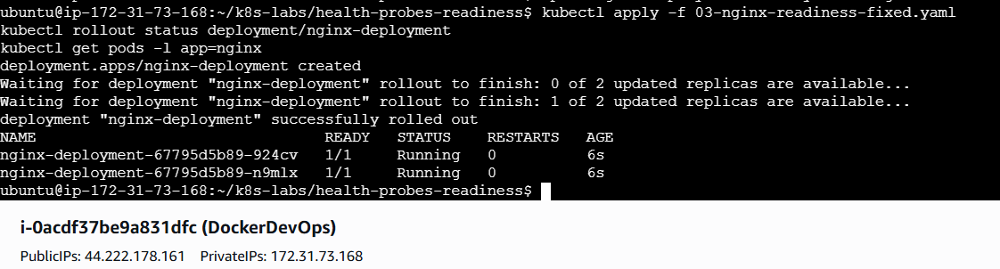 ubuntu@ip-172-31-73-168:~/k8s-labs/health-probes-readiness$ kubectl apply -f 03-nginx-readiness-fixed.yaml
kubectl rollout status deployment/nginx-deployment
kubectl get pods -l app=nginx
deployment.apps/nginx-deployment created
Waiting for deployment "nginx-deployment" rollout to finish: 0 of 2 updated replicas are available...
Waiting for deployment "nginx-deployment" rollout to finish: 1 of 2 updated replicas are available...
deployment "nginx-deployment" successfully rolled out
NAME                                READY   STATUS    RESTARTS   AGE
nginx-deployment-67795d5b89-924cv   1/1     Running   0          6s
nginx-deployment-67795d5b89-n9mlx   1/1     Running   0          6s
ubuntu@ip-172-31-73-168:~/k8s-labs/health-probes-readiness$
i-0acdf37be9a831dfc (DockerDevOps)
PublicIPs: 44.222.178.161    PrivateIPs: 172.31.73.168